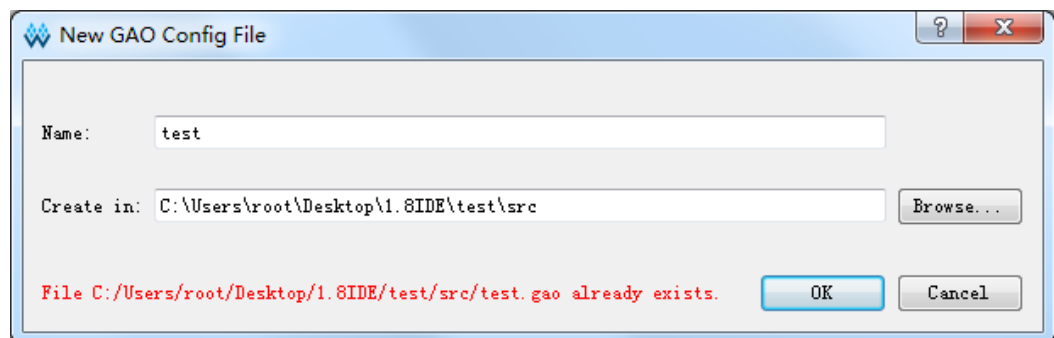 New GAO Config File
Name: test
Create in: C:\Users\root\Desktop\1.8IDE\test\src Browse...
File C:/Users/root/Desktop/1.8IDE/test/src/test.gao already exists. OK Cancel